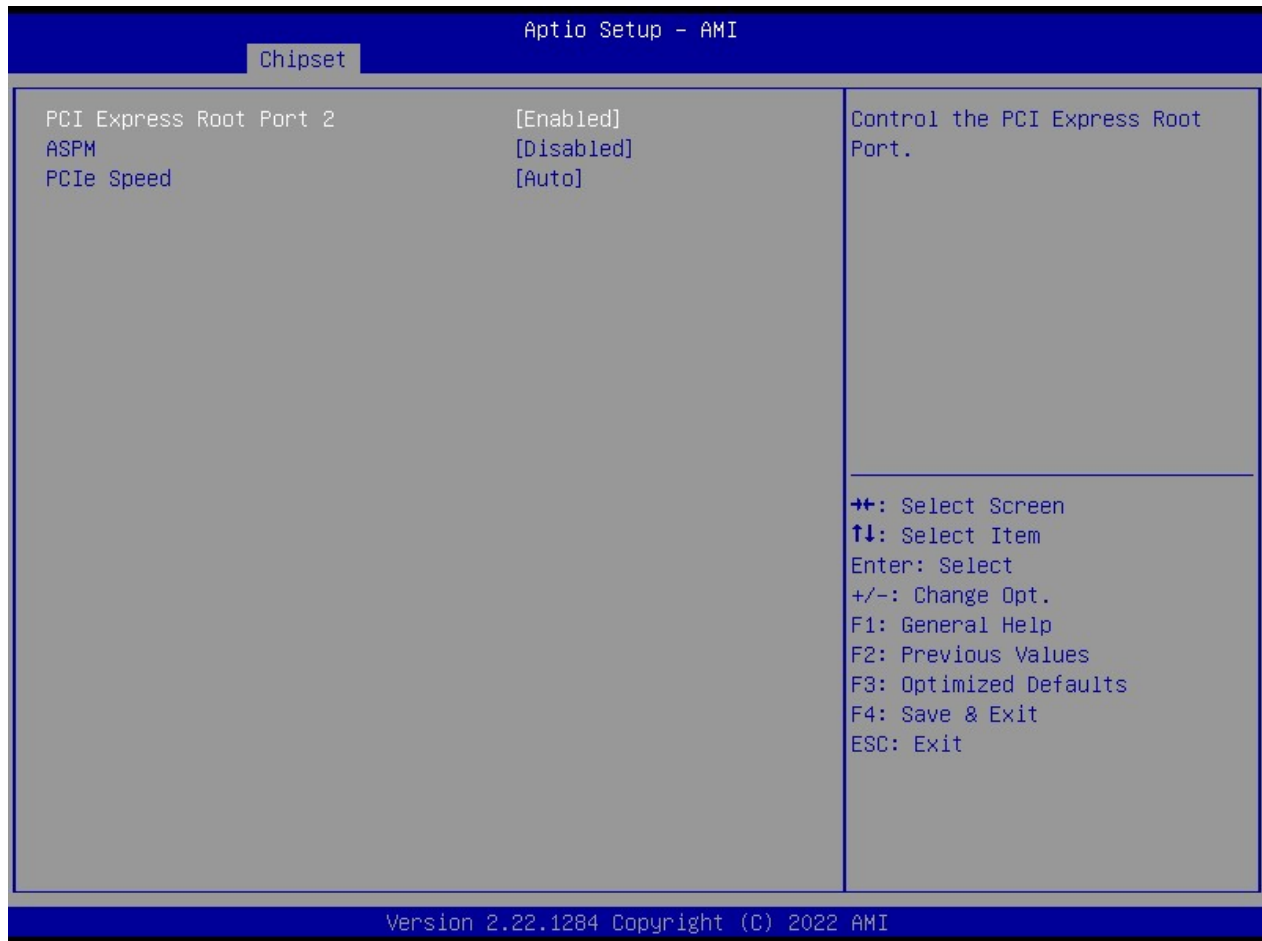 Aptio Setup – AMI
Chipset
PCI Express Root Port 2 [Enabled]
ASPM [Disabled]
PCIe Speed [Auto]
Control the PCI Express Root
Port.
→←: Select Screen
↑↓: Select Item
Enter: Select
+/-: Change Opt.
F1: General Help
F2: Previous Values
F3: Optimized Defaults
F4: Save & Exit
ESC: Exit
Version 2.22.1284 Copyright (C) 2022 AMI